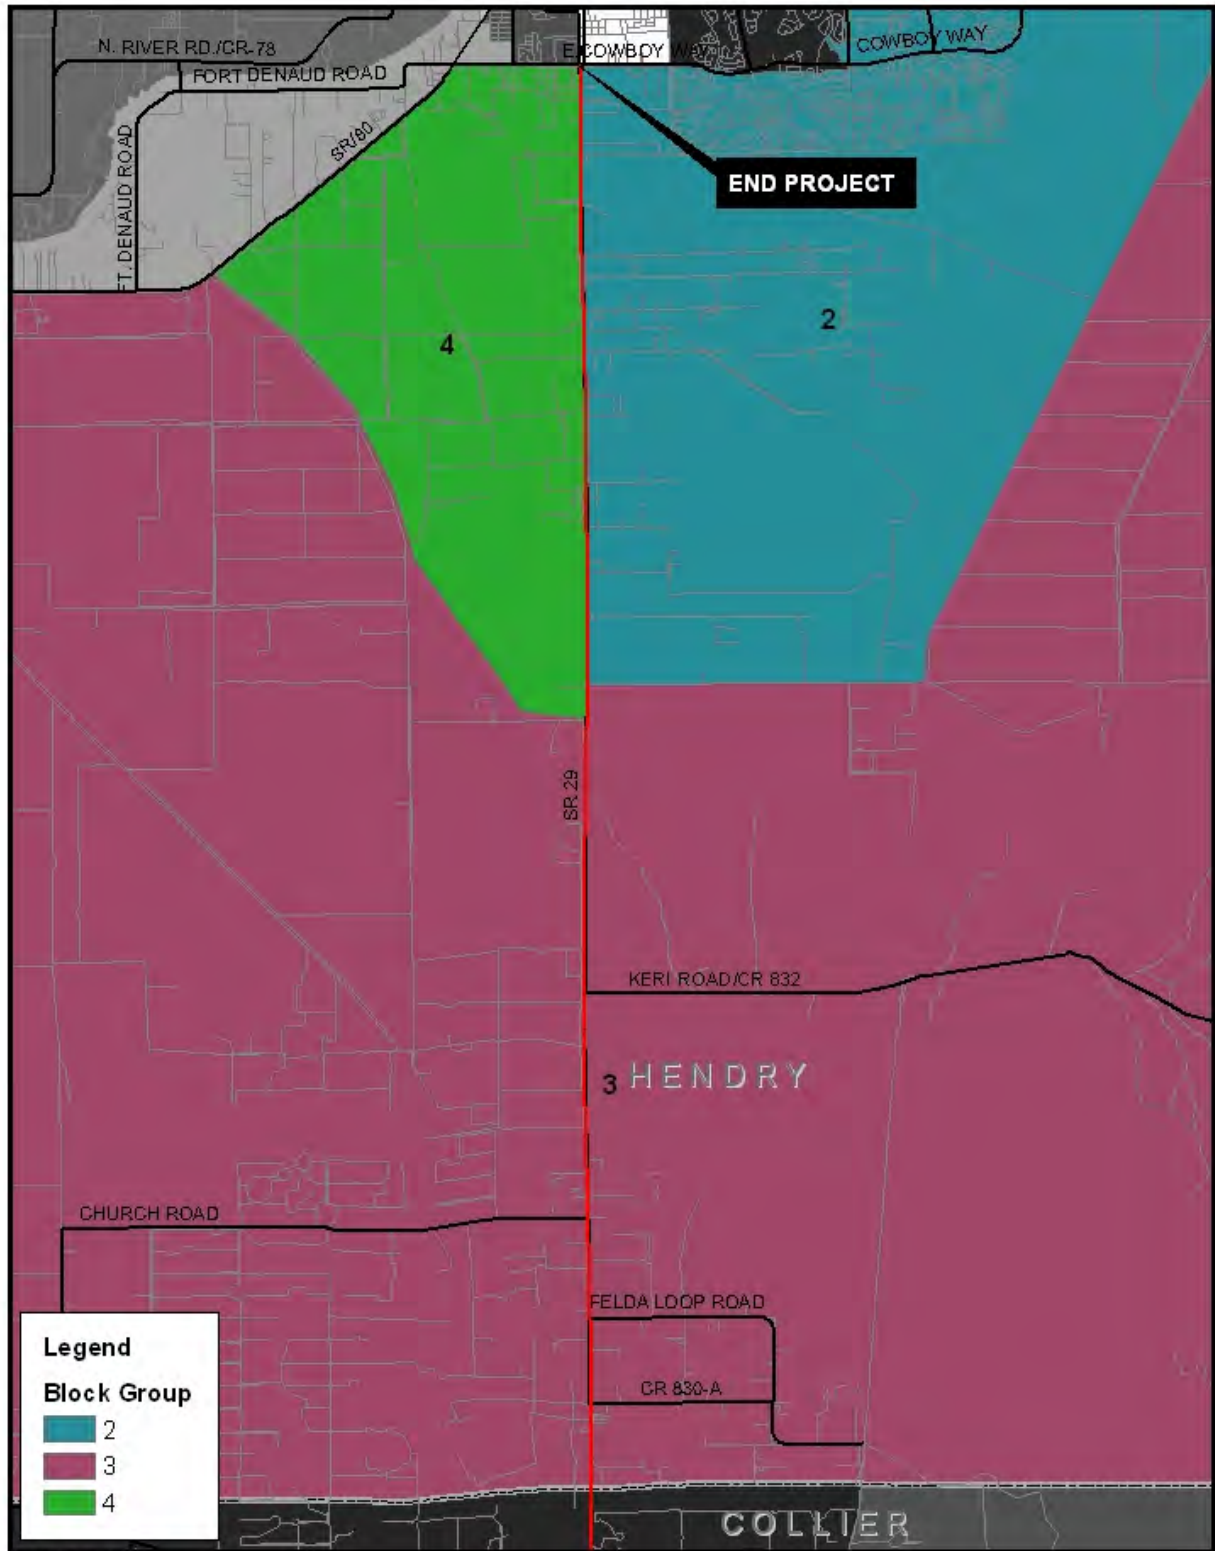 N. RIVER RD./CR-78
E COWBOY WAY
COWBOY WAY
FORT DENAUD ROAD
SR/80
FT. DENAUD ROAD
END PROJECT
2
4
SR 29
KERI ROAD/CR 832
3
HENDRY
CHURCH ROAD
FELDA LOOP ROAD
CR 830-A
Legend
Block Group
2
3
4
COLLIER